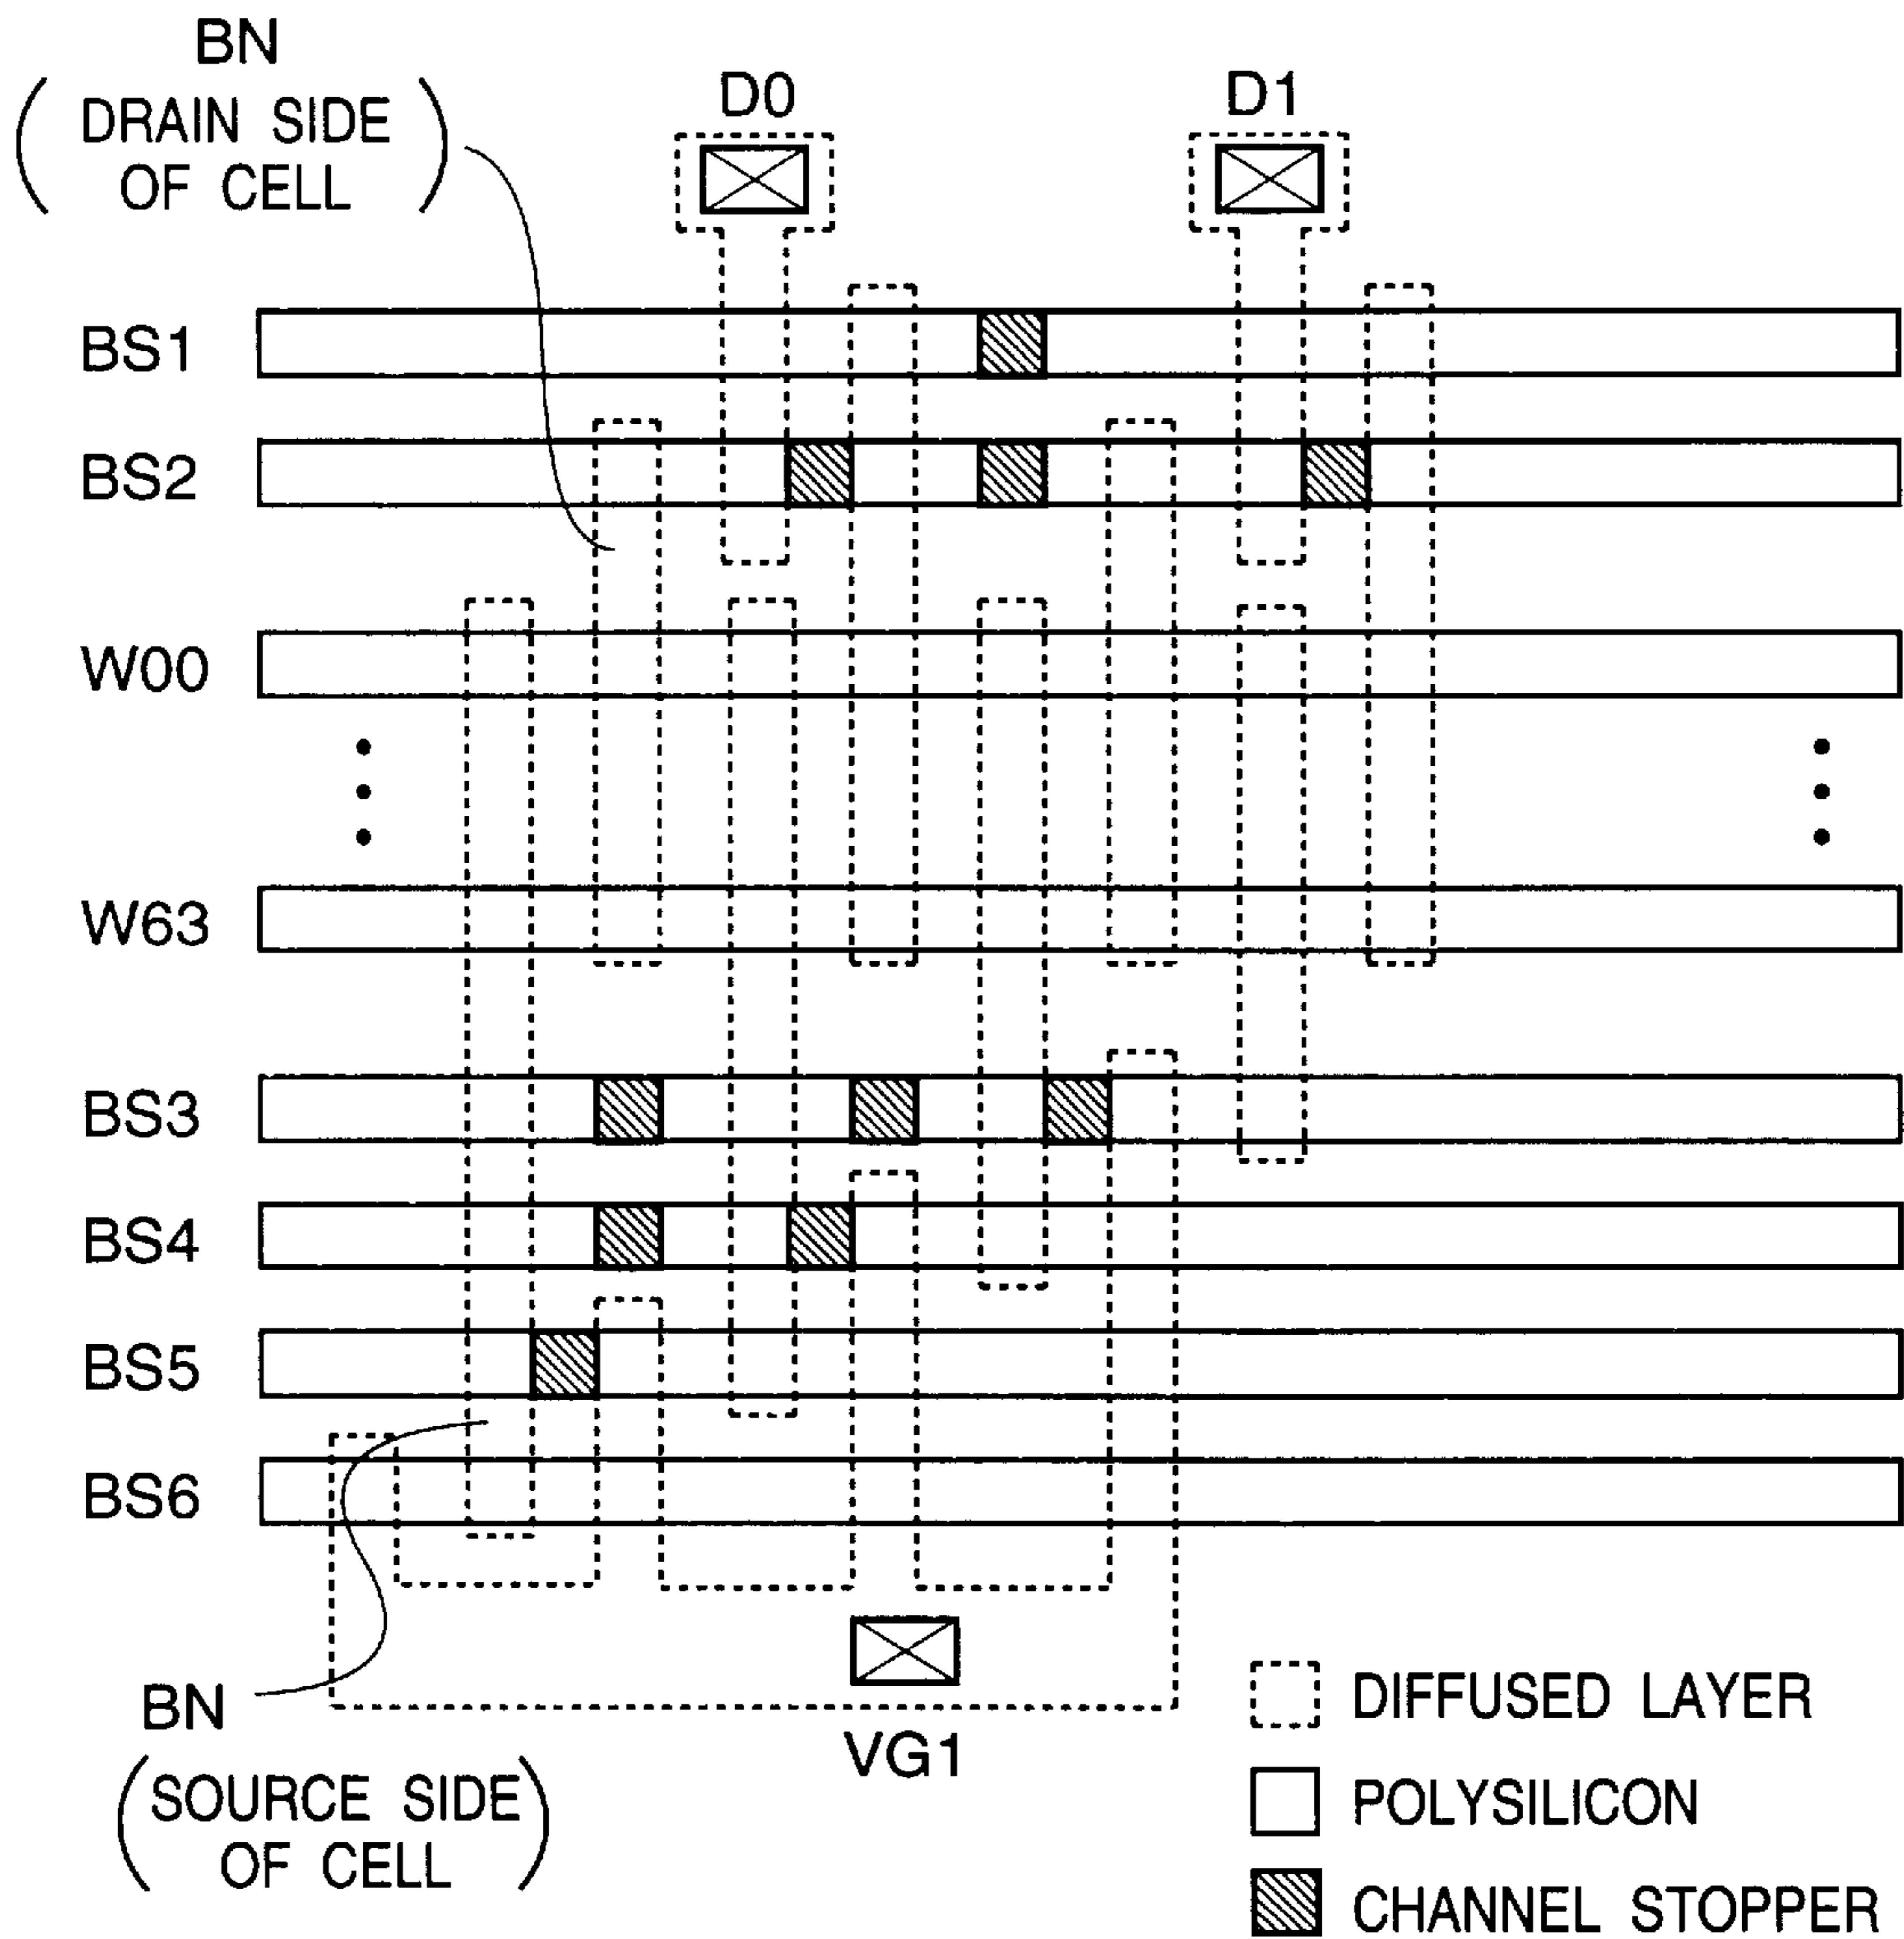 BN
(DRAIN SIDE
OF CELL)
D0
D1
BS1
BS2
W00
W63
BS3
BS4
BS5
BS6
BN
(SOURCE SIDE
OF CELL)
VG1
DIFFUSED LAYER
POLYSILICON
CHANNEL STOPPER